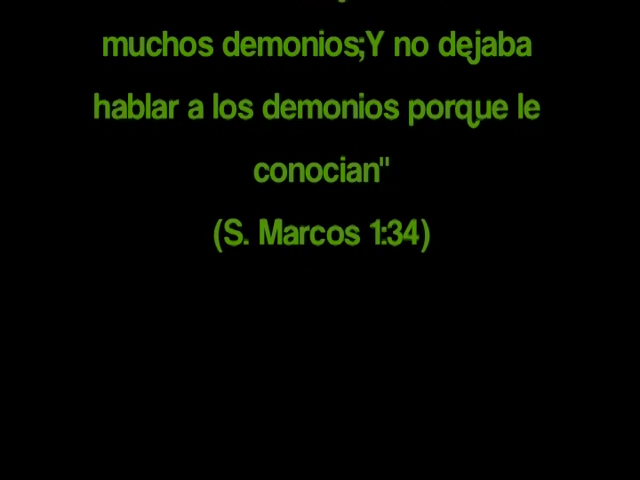 muchos demonios;Y no dejaba
hablar a los demonios porque le
conocian"
(S. Marcos 1:34)